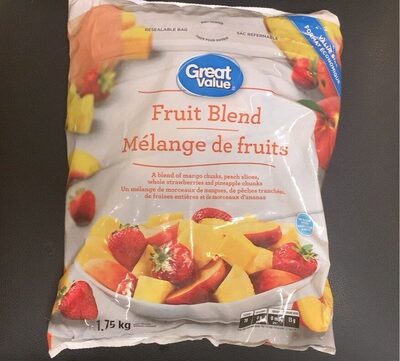 RESEALABLE BAG
SAC REFERMABLE
Great
Value
Fruit Blend
Mélange de fruits
A blend of mango chunks, peach slices,
whole strawberries and pineapple chunks
Un mélange de morceaux de mangues, de pêches tranchées,
de fraises entières et de morceaux d'ananas
1.75 kg